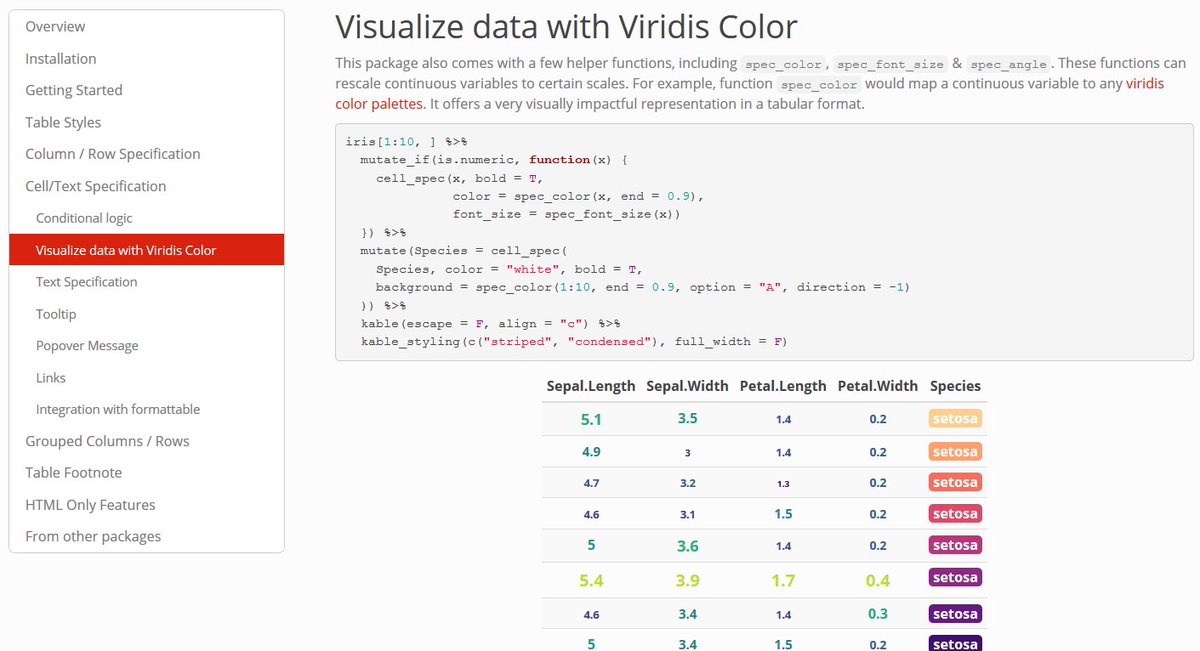 Overview
Installation
Getting Started
Table Styles
Column / Row Specification
Cell/Text Specification
Conditional logic
Visualize data with Viridis Color
Text Specification
Tooltip
Popover Message
Links
Integration with formattable
Grouped Columns / Rows
Table Footnote
HTML Only Features
From other packages
Visualize data with Viridis Color
This package also comes with a few helper functions, including spec_color, spec_font_size & spec_angle. These functions can
rescale continuous variables to certain scales. For example, function spec_color would map a continuous variable to any viridis
color palettes. It offers a very visually impactful representation in a tabular format.
iris[1:10, ] %>%
  mutate_if(is.numeric, function(x) {
    cell_spec(x, bold = T,
              color = spec_color(x, end = 0.9),
              font_size = spec_font_size(x))
  }) %>%
  mutate(Species = cell_spec(
    Species, color = "white", bold = T,
    background = spec_color(1:10, end = 0.9, option = "A", direction = -1)
  )) %>%
  kable(escape = F, align = "c") %>%
  kable_styling(c("striped", "condensed"), full_width = F)
Sepal.Length Sepal.Width Petal.Length Petal.Width Species
5.1 3.5 1.4 0.2 setosa
4.9 3 1.4 0.2 setosa
4.7 3.2 1.3 0.2 setosa
4.6 3.1 1.5 0.2 setosa
5 3.6 1.4 0.2 setosa
5.4 3.9 1.7 0.4 setosa
4.6 3.4 1.4 0.3 setosa
5 3.4 1.5 0.2 setosa